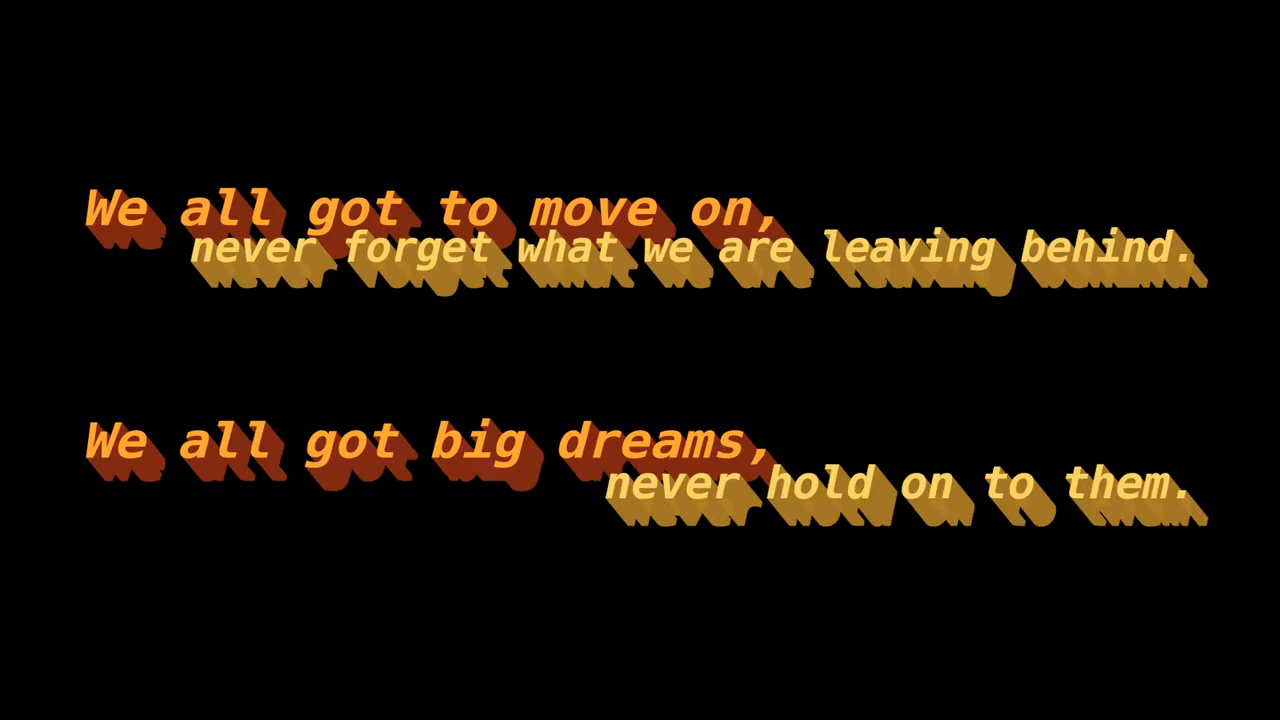 We all got to move on,
never forget what we are leaving behind.
We all got big dreams,
never hold on to them.